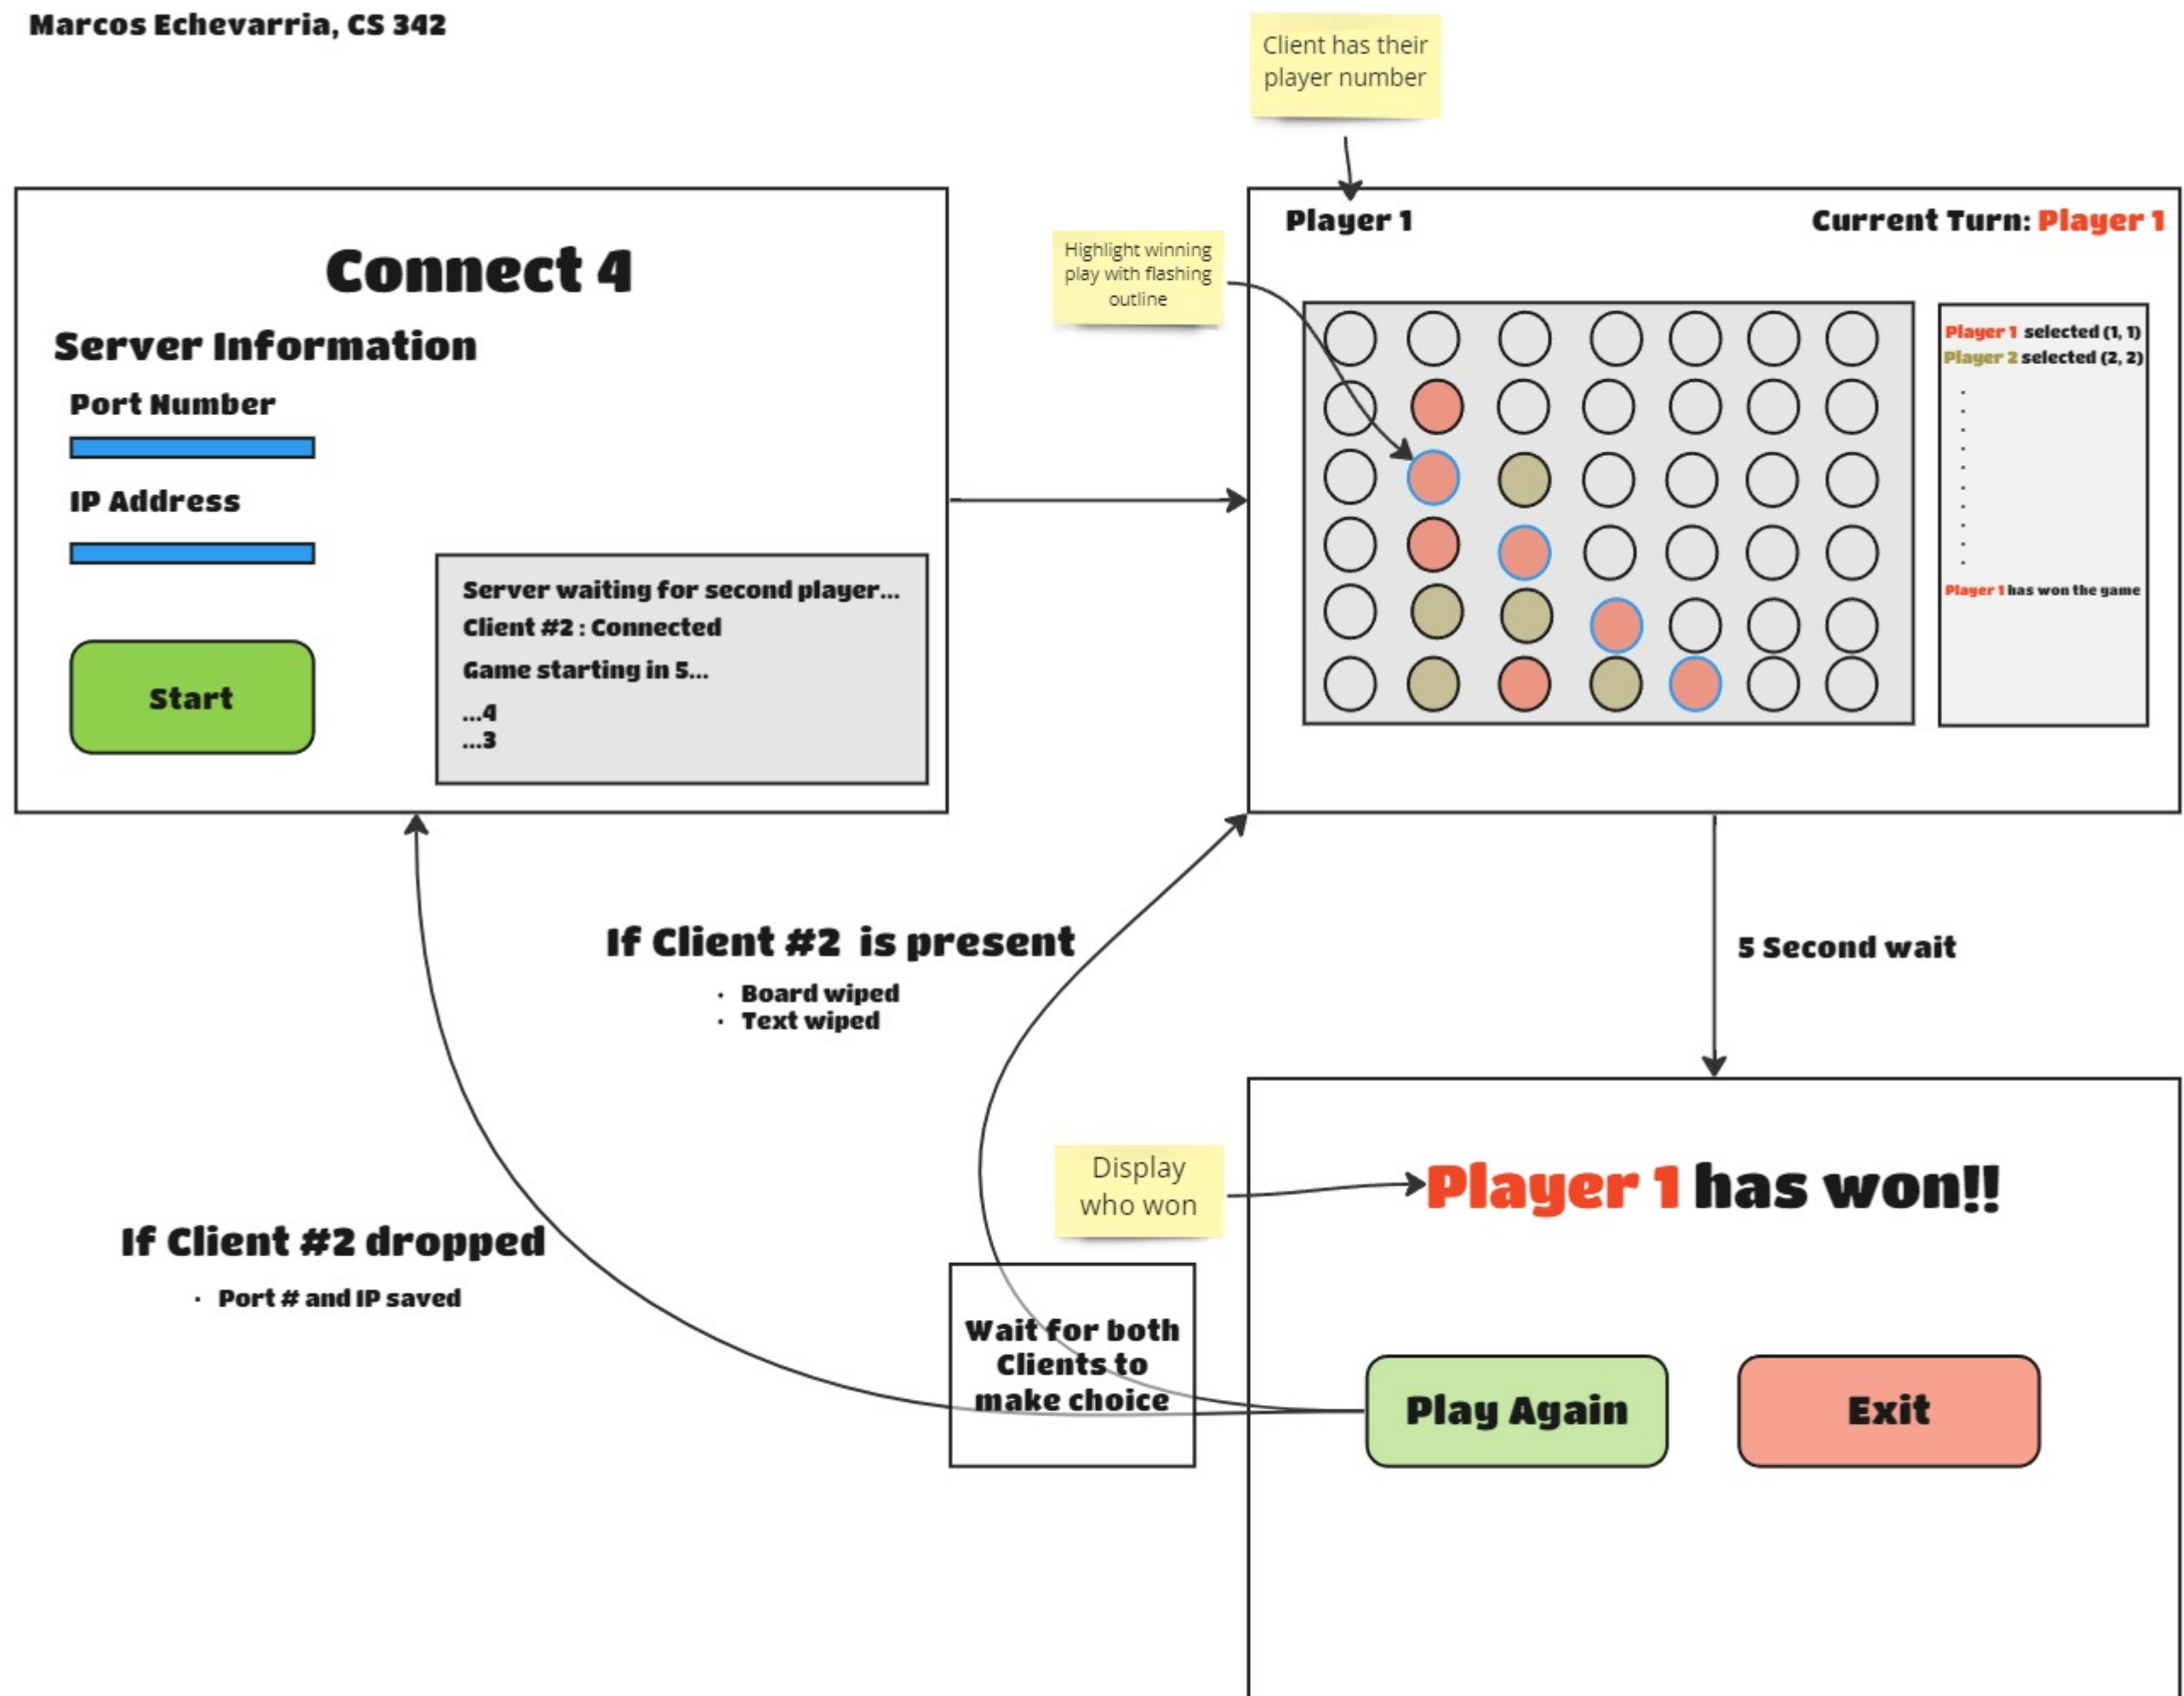 Marcos Echevarria, CS 342
Client has their
player number
Connect 4
Server Information
Port Number
IP Address
Start
Server waiting for second player...
Client #2 : Connected
Game starting in 5...
...4
...3
Highlight winning
play with flashing
outline
Player 1
Current Turn: Player 1
Player 1 selected (1, 1)
Player 2 selected (2, 2)
.
.
.
.
.
.
.
.
.
.
Player 1 has won the game
If Client #2 is present
· Board wiped
· Text wiped
5 Second wait
If Client #2 dropped
· Port # and IP saved
Display
who won
Wait for both
Clients to
make choice
Player 1 has won!!
Play Again
Exit